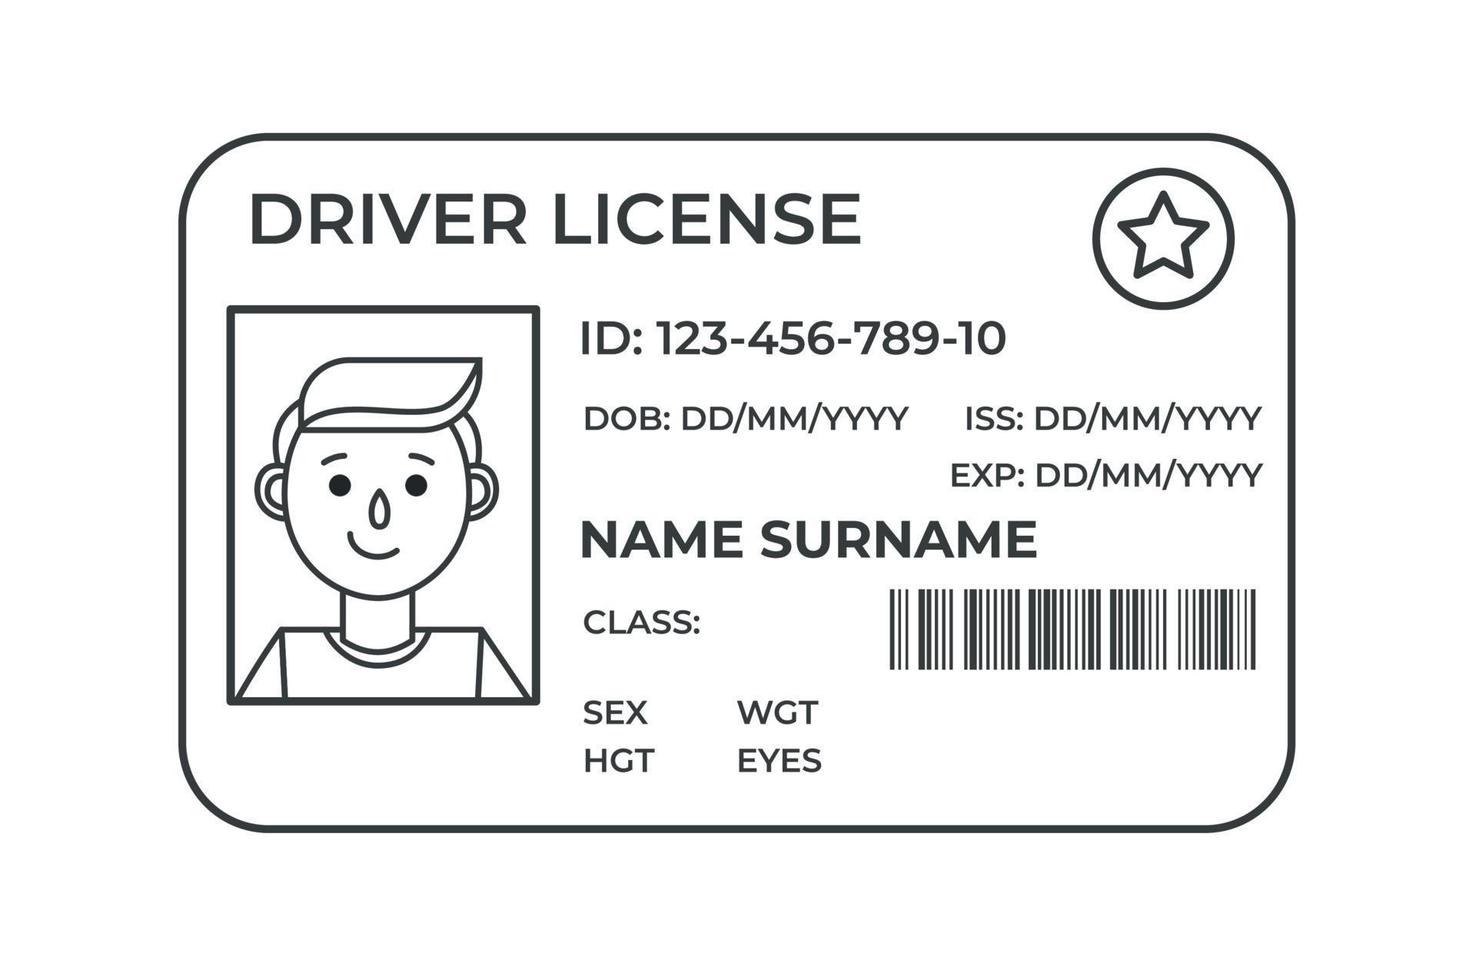 DRIVER LICENSE
ID: 123-456-789-10
DOB: DD/MM/YYYY ISS: DD/MM/YYYY
EXP: DD/MM/YYYY
NAME SURNAME
CLASS:
SEX WGT
HGT EYES